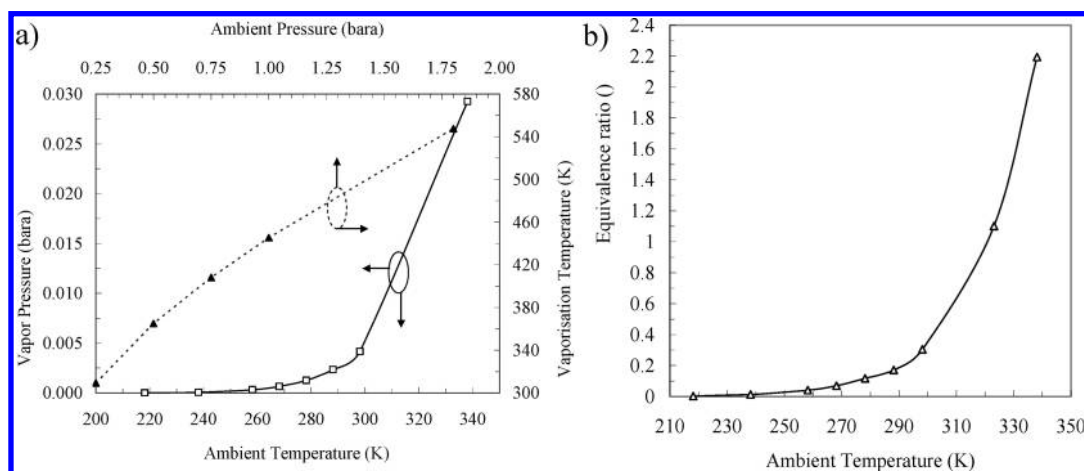 a)
Ambient Pressure (bara)
0.25 0.50 0.75 1.00 1.25 1.50 1.75 2.00
0.030
0.025
0.020
0.015
0.010
0.005
0.000
Vapor Pressure (bara)
580
540
500
460
420
380
340
300
Vaporisation Temperature (K)
200 220 240 260 280 300 320 340
Ambient Temperature (K)
b)
2.4
2.2
2
1.8
1.6
1.4
1.2
1
0.8
0.6
0.4
0.2
0
Equivalence ratio ()
210 230 250 270 290 310 330 350
Ambient Temperature (K)